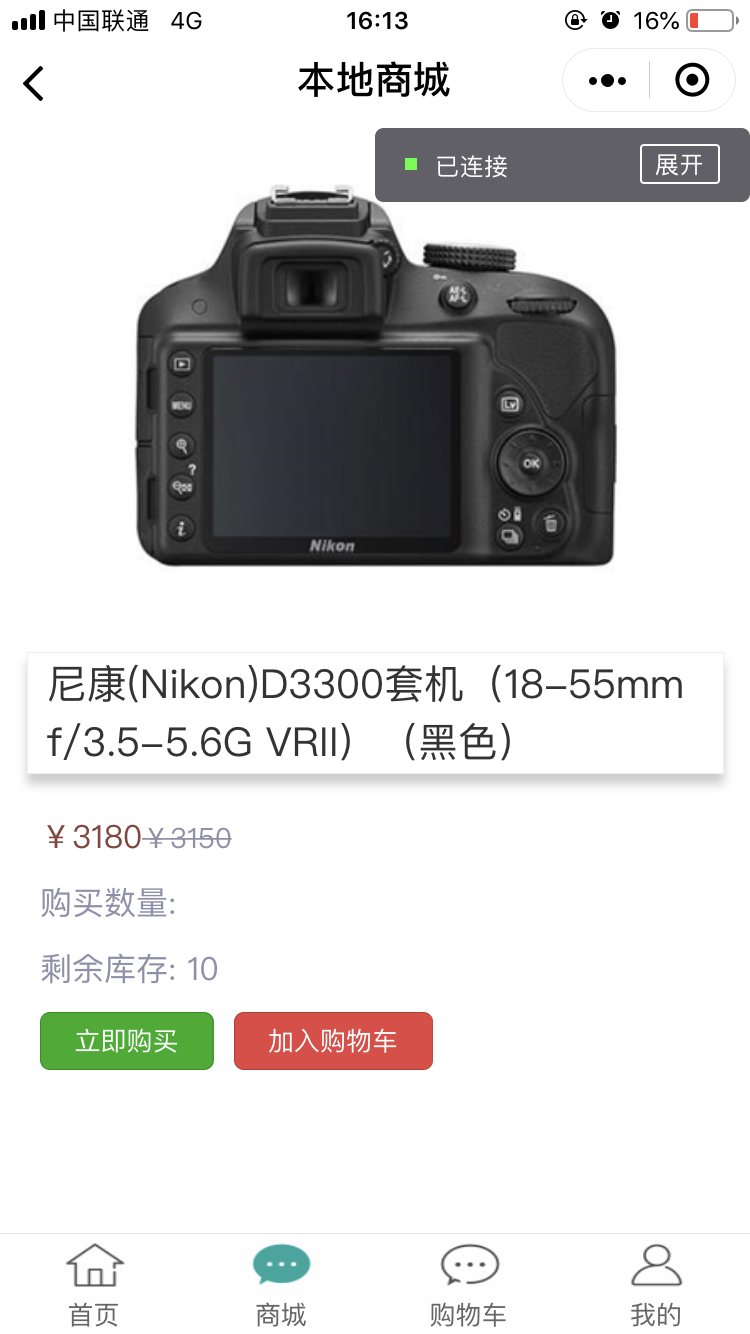 中国联通 4G 16:13 16%
本地商城
已连接 展开
AE-L
AF-L
MENU
Lv
OK
?
i
Nikon
尼康(Nikon)D3300套机（18-55mm
f/3.5-5.6G VRII）（黑色）
￥3180￥3150
购买数量:
剩余库存: 10
立即购买 加入购物车
首页 商城 购物车 我的